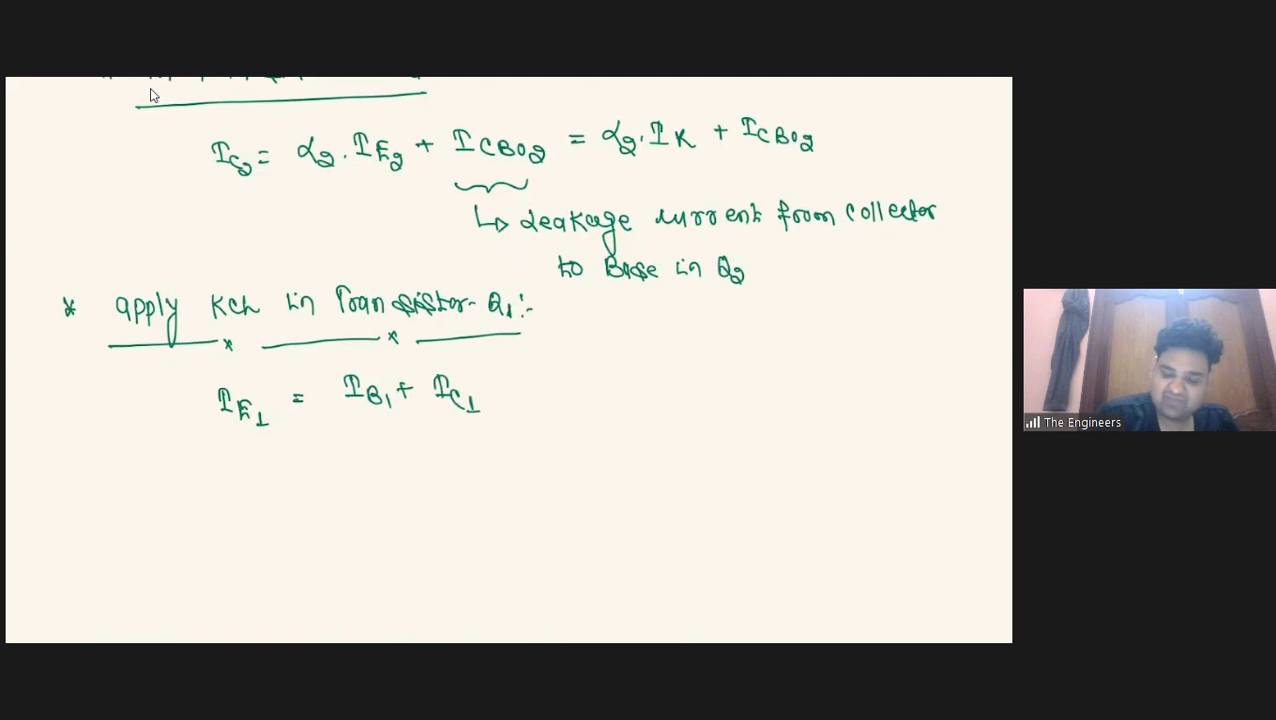 I_C2 = α2 . I_E2 + I_CBO2 = α2 . I_K + I_CBO2
↳ Leakage current from collector
to Base in Q2
* apply KCL in Transistor Q1 :-
I_E1 = I_B1 + I_C1
The Engineers